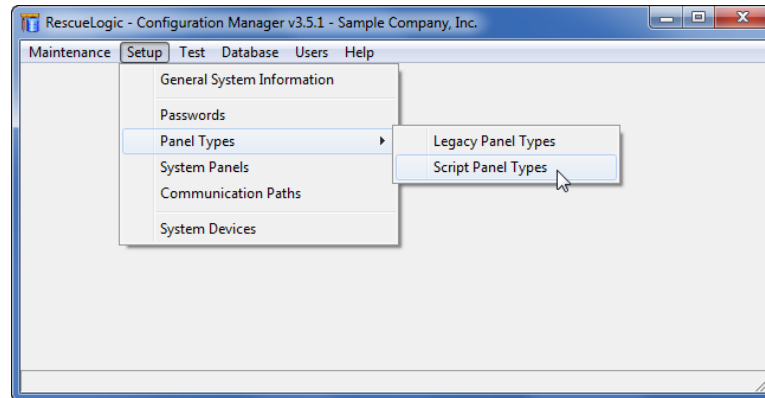 RescueLogic - Configuration Manager v3.5.1 - Sample Company, Inc.
Maintenance Setup Test Database Users Help
General System Information
Passwords
Panel Types
Legacy Panel Types
System Panels
Script Panel Types
Communication Paths
System Devices